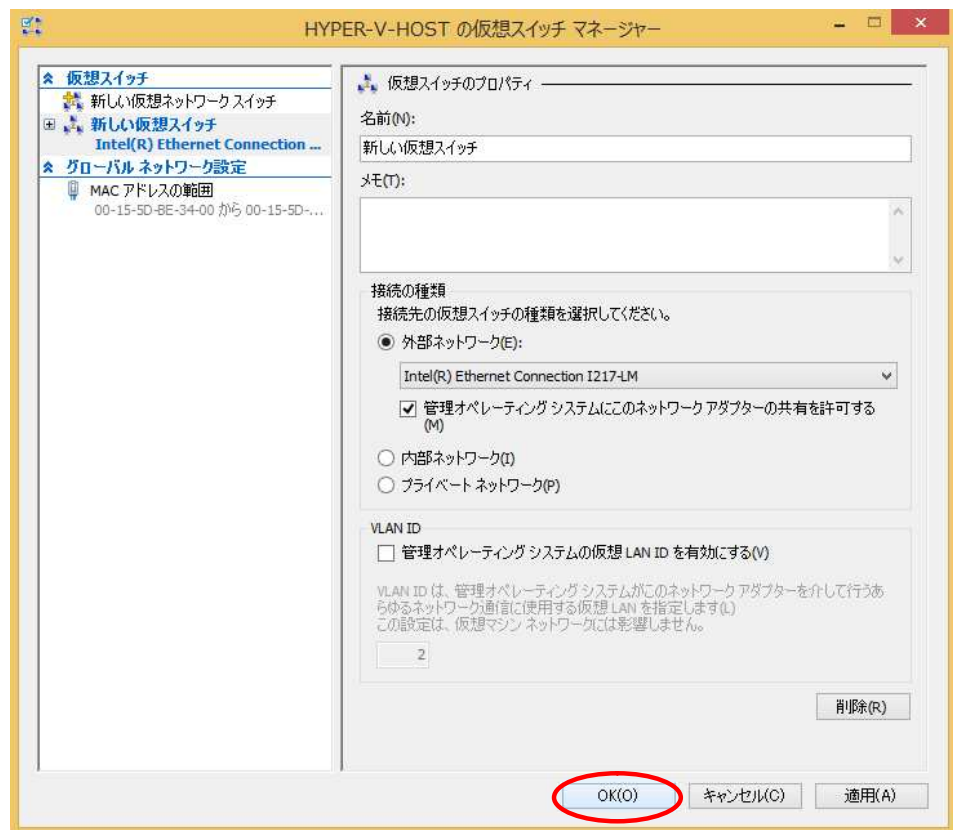 HYPER-V-HOST の仮想スイッチ マネージャー
仮想スイッチ
新しい仮想ネットワーク スイッチ
新しい仮想スイッチ
Intel(R) Ethernet Connection ...
グローバル ネットワーク設定
MAC アドレスの範囲
00-15-5D-BE-34-00 から 00-15-5D-...
仮想スイッチのプロパティ
名前(N):
新しい仮想スイッチ
メモ(T):
接続の種類
接続先の仮想スイッチの種類を選択してください。
外部ネットワーク(E):
Intel(R) Ethernet Connection I217-LM
管理オペレーティング システムにこのネットワーク アダプターの共有を許可する
(M)
内部ネットワーク(I)
プライベート ネットワーク(P)
VLAN ID
管理オペレーティング システムの仮想 LAN ID を有効にする(V)
VLAN ID は、管理オペレーティング システムがこのネットワーク アダプターを介して行うあ
らゆるネットワーク通信に使用する仮想 LAN を指定します(L)
この設定は、仮想マシン ネットワークには影響しません。
2
削除(R)
OK(O)
キャンセル(C)
適用(A)